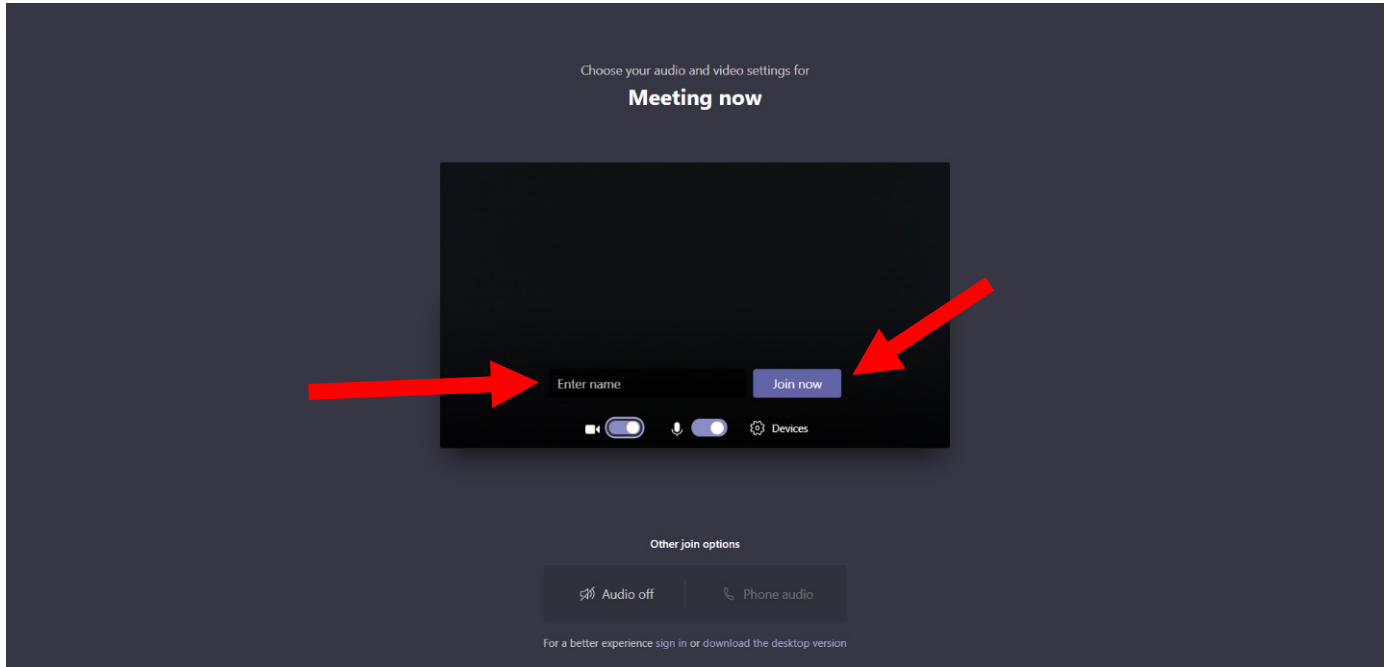 Choose your audio and video settings for
Meeting now
Enter name
Join now
Devices
Other join options
Audio off
Phone audio
For a better experience sign in or download the desktop version